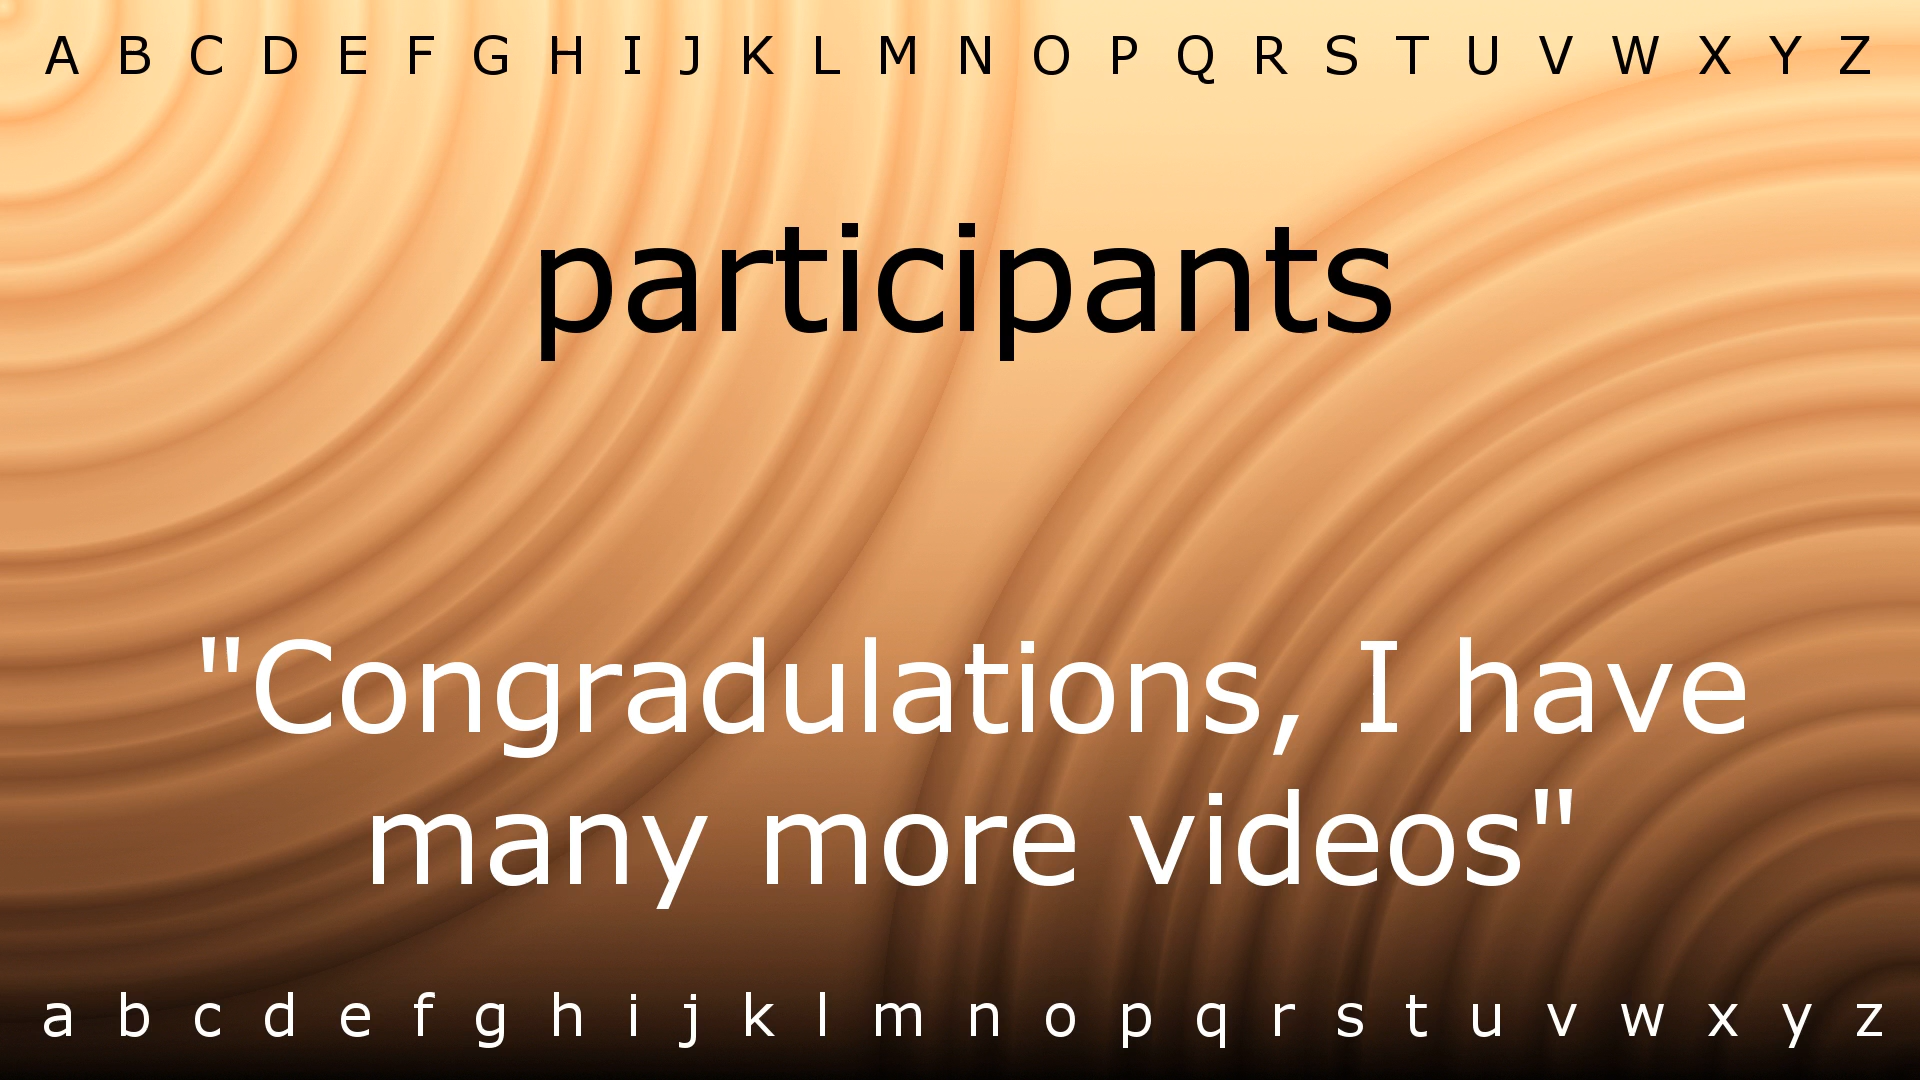 A B C D E F G H I J K L M N O P Q R S T U V W X Y Z
participants
"Congradulations, I have
many more videos"
a b c d e f g h i j k l m n o p q r s t u v w x y z